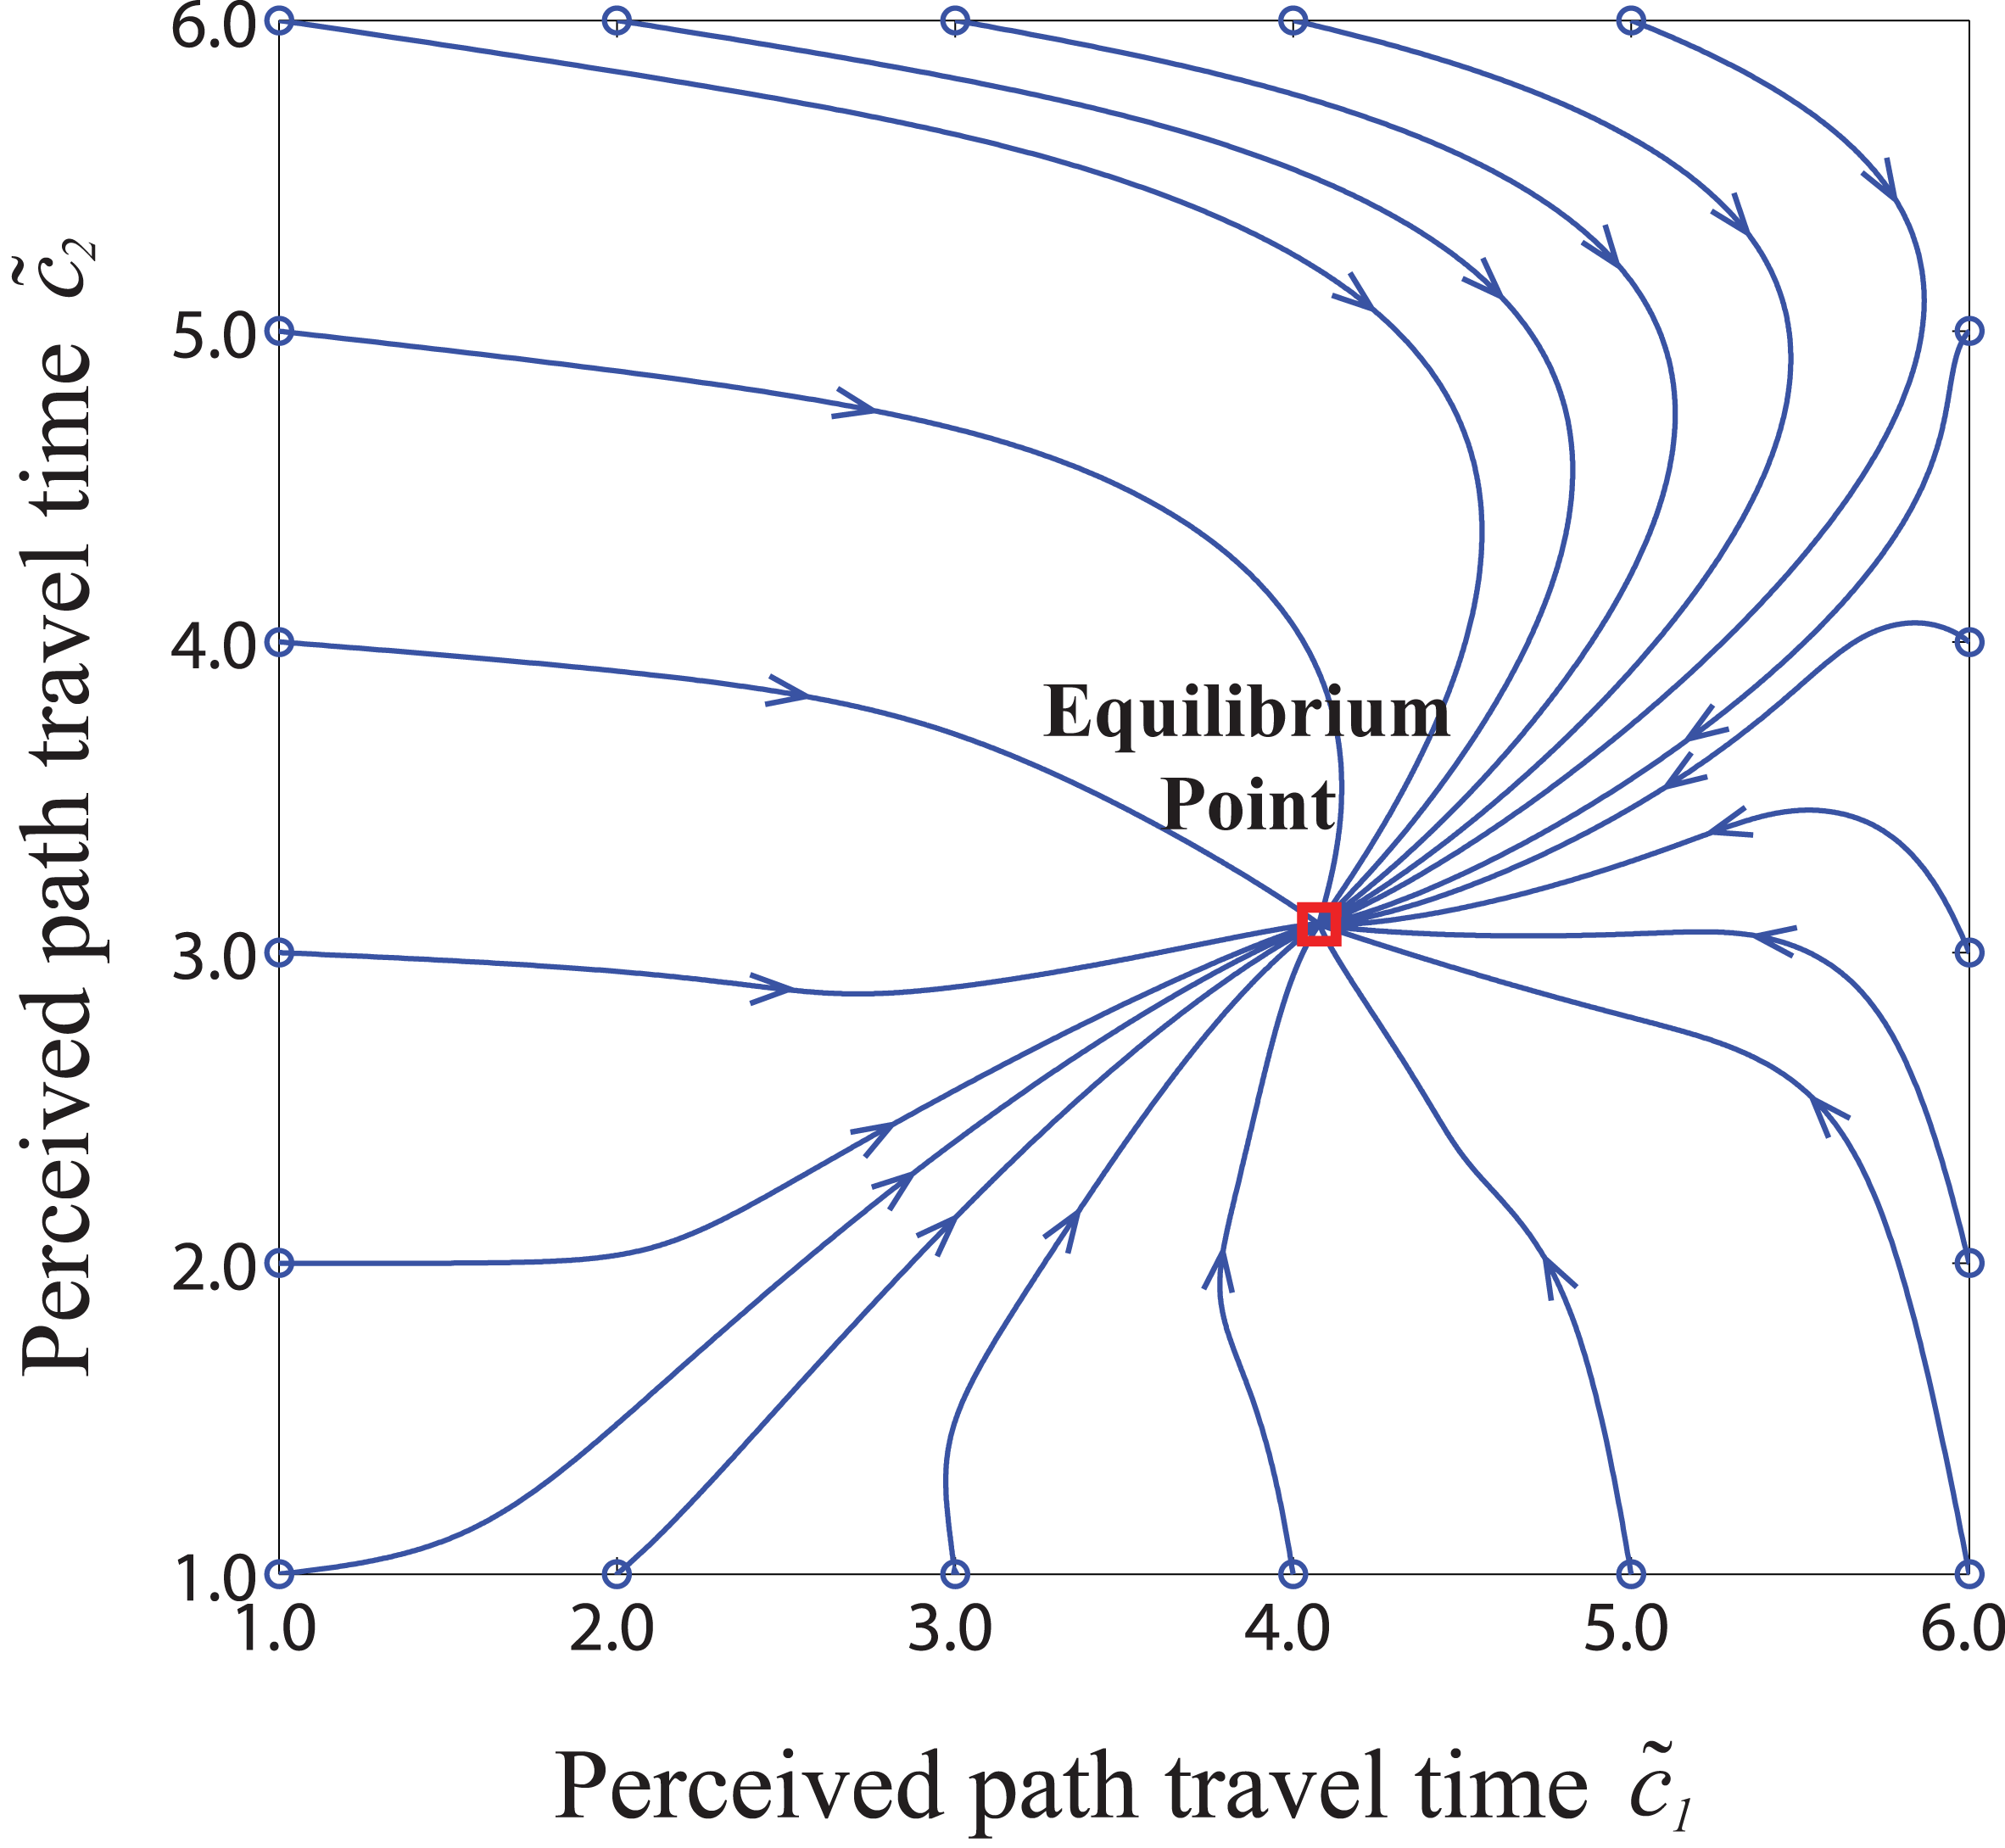 Perceived path travel time c̃₂
6.0
5.0
4.0
3.0
2.0
1.0
Equilibrium
Point
1.0 2.0 3.0 4.0 5.0 6.0
Perceived path travel time c̃₁